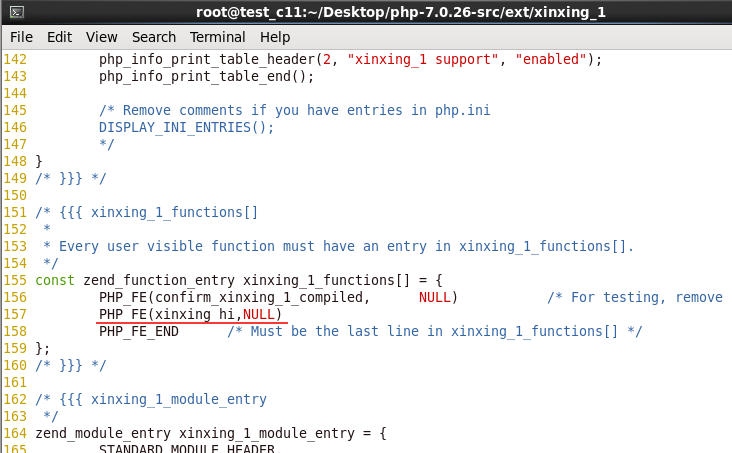 root@test_c11:~/Desktop/php-7.0.26-src/ext/xinxing_1
File Edit View Search Terminal Help
142         php_info_print_table_header(2, "xinxing_1 support", "enabled");
143         php_info_print_table_end();
144
145         /* Remove comments if you have entries in php.ini
146         DISPLAY_INI_ENTRIES();
147         */
148 }
149 /* }}} */
150
151 /* {{{ xinxing_1_functions[]
152  *
153  * Every user visible function must have an entry in xinxing_1_functions[].
154  */
155 const zend_function_entry xinxing_1_functions[] = {
156         PHP_FE(confirm_xinxing_1_compiled,      NULL)           /* For testing, remove
157         PHP_FE(xinxing_hi,NULL)
158         PHP_FE_END      /* Must be the last line in xinxing_1_functions[] */
159 };
160 /* }}} */
161
162 /* {{{ xinxing_1_module_entry
163  */
164 zend_module_entry xinxing_1_module_entry = {
165         STANDARD_MODULE_HEADER,